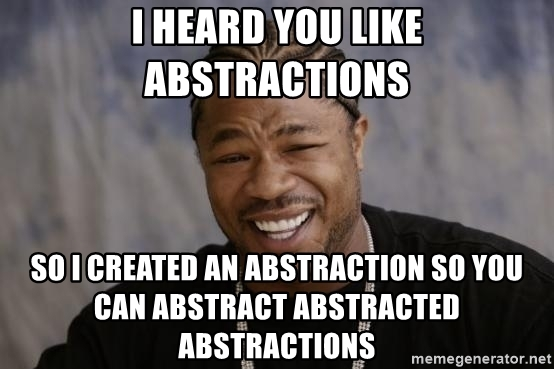 I HEARD YOU LIKE
ABSTRACTIONS
SO I CREATED AN ABSTRACTION SO YOU
CAN ABSTRACT ABSTRACTED
ABSTRACTIONS
memegenerator.net